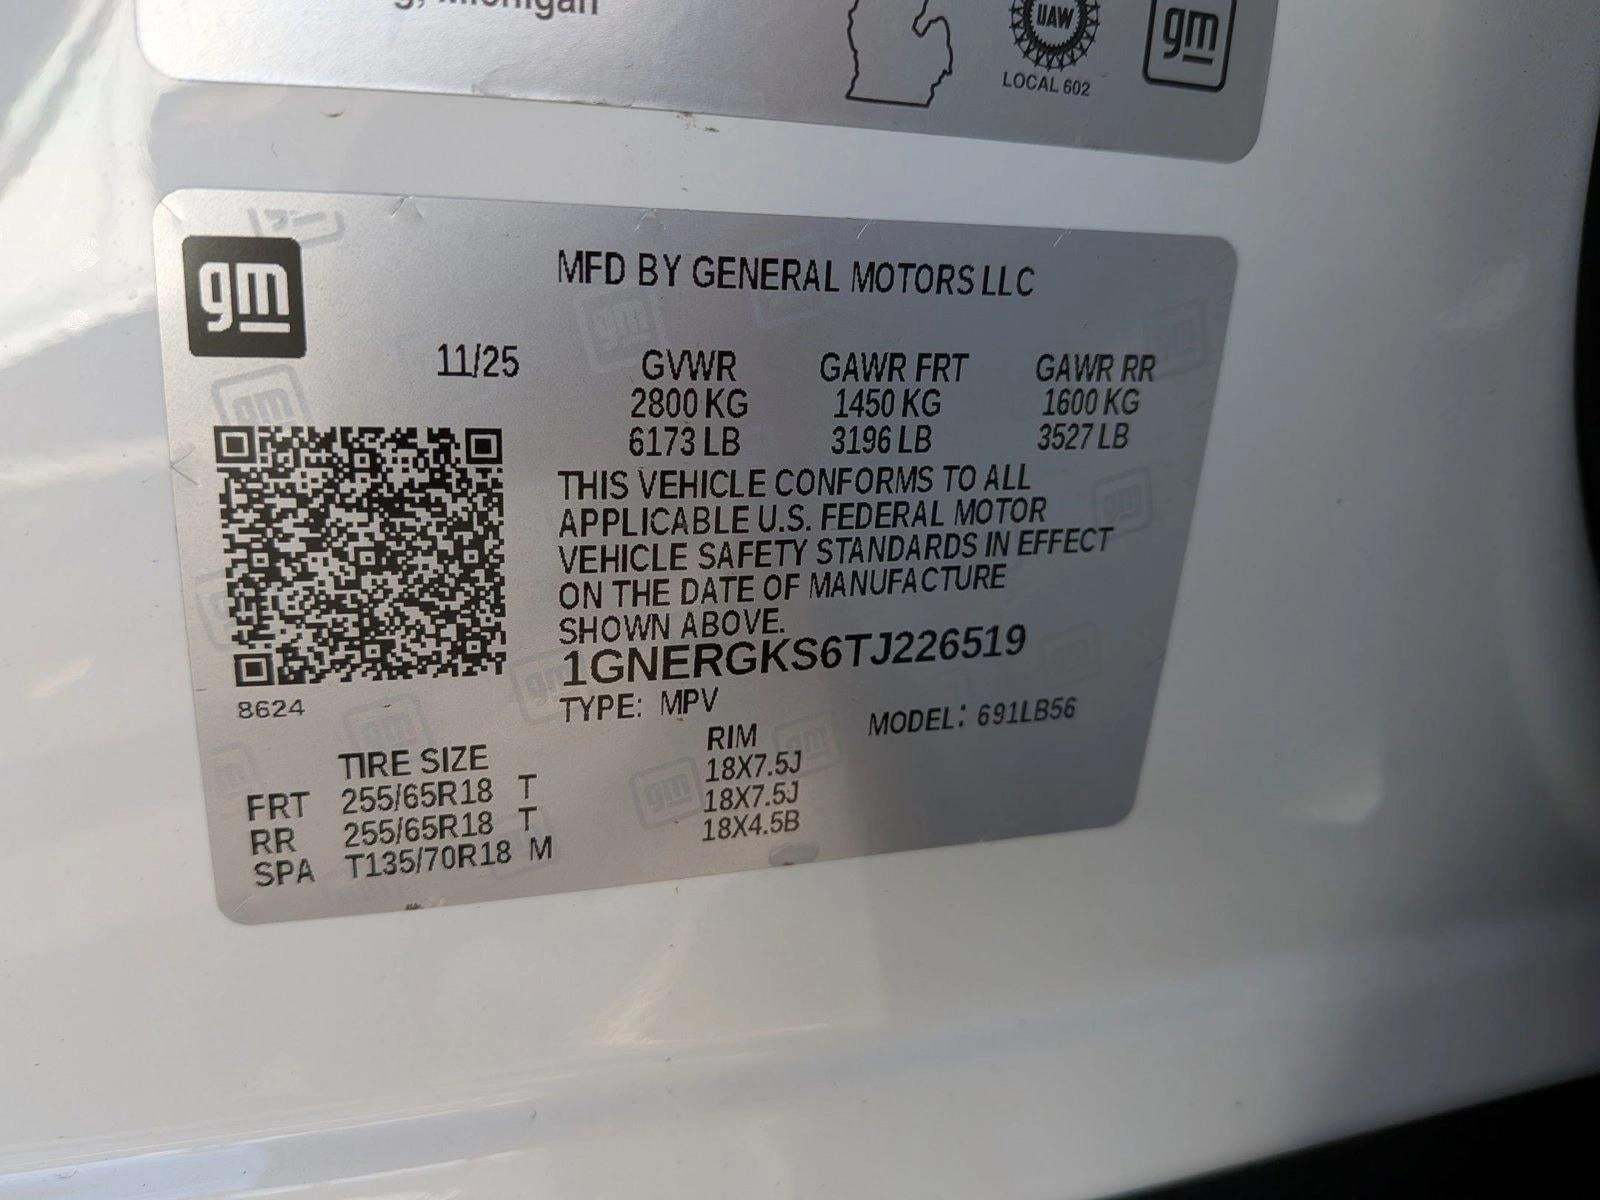 Michigan
UAW
LOCAL 602
gm
gm
MFD BY GENERAL MOTORS LLC
11/25 GVWR GAWR FRT GAWR RR
2800 KG 1450 KG 1600 KG
6173 LB 3196 LB 3527 LB
THIS VEHICLE CONFORMS TO ALL
APPLICABLE U.S. FEDERAL MOTOR
VEHICLE SAFETY STANDARDS IN EFFECT
ON THE DATE OF MANUFACTURE
SHOWN ABOVE.
1GNERGKS6TJ226519
8624
TYPE: MPV MODEL: 691LB56
TIRE SIZE RIM
FRT 255/65R18 T 18X7.5J
RR 255/65R18 T 18X7.5J
SPA T135/70R18 M 18X4.5B